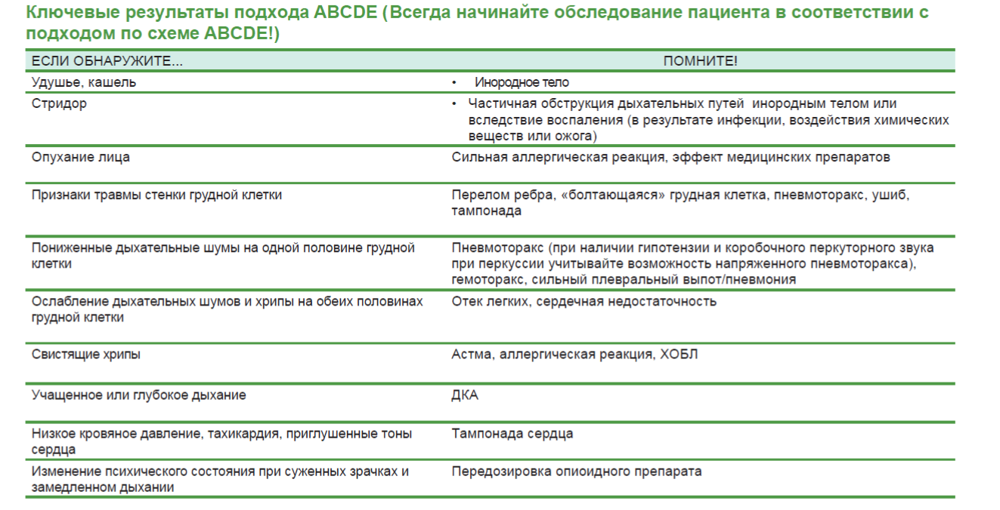 Ключевые результаты подхода ABCDE (Всегда начинайте обследование пациента в соответствии с
подходом по схеме ABCDE!)
ЕСЛИ ОБНАРУЖИТЕ... ПОМНИТЕ!
Удушье, кашель • Инородное тело
Стридор • Частичная обструкция дыхательных путей инородным телом или
вследствие воспаления (в результате инфекции, воздействия химических
веществ или ожога)
Опухание лица Сильная аллергическая реакция, эффект медицинских препаратов
Признаки травмы стенки грудной клетки Перелом ребра, «болтающаяся» грудная клетка, пневмоторакс, ушиб,
тампонада
Пониженные дыхательные шумы на одной половине грудной Пневмоторакс (при наличии гипотензии и коробочного перкуторного звука
клетки при перкуссии учитывайте возможность напряженного пневмоторакса),
гемоторакс, сильный плевральный выпот/пневмония
Ослабление дыхательных шумов и хрипы на обеих половинах Отек легких, сердечная недостаточность
грудной клетки
Свистящие хрипы Астма, аллергическая реакция, ХОБЛ
Учащенное или глубокое дыхание ДКА
Низкое кровяное давление, тахикардия, приглушенные тоны Тампонада сердца
сердца
Изменение психического состояния при суженных зрачках и Передозировка опиоидного препарата
замедленном дыхании